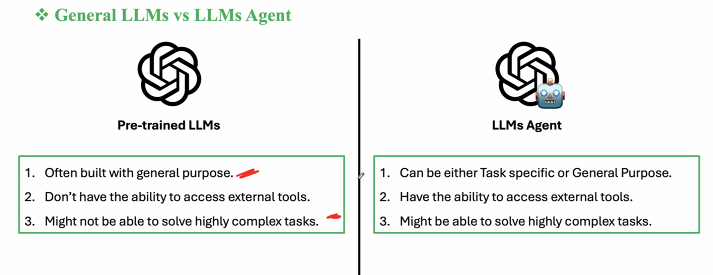 ❖ General LLMs vs LLMs Agent
Pre-trained LLMs
1. Often built with general purpose.
2. Don't have the ability to access external tools.
3. Might not be able to solve highly complex tasks.
LLMs Agent
1. Can be either Task specific or General Purpose.
2. Have the ability to access external tools.
3. Might be able to solve highly complex tasks.